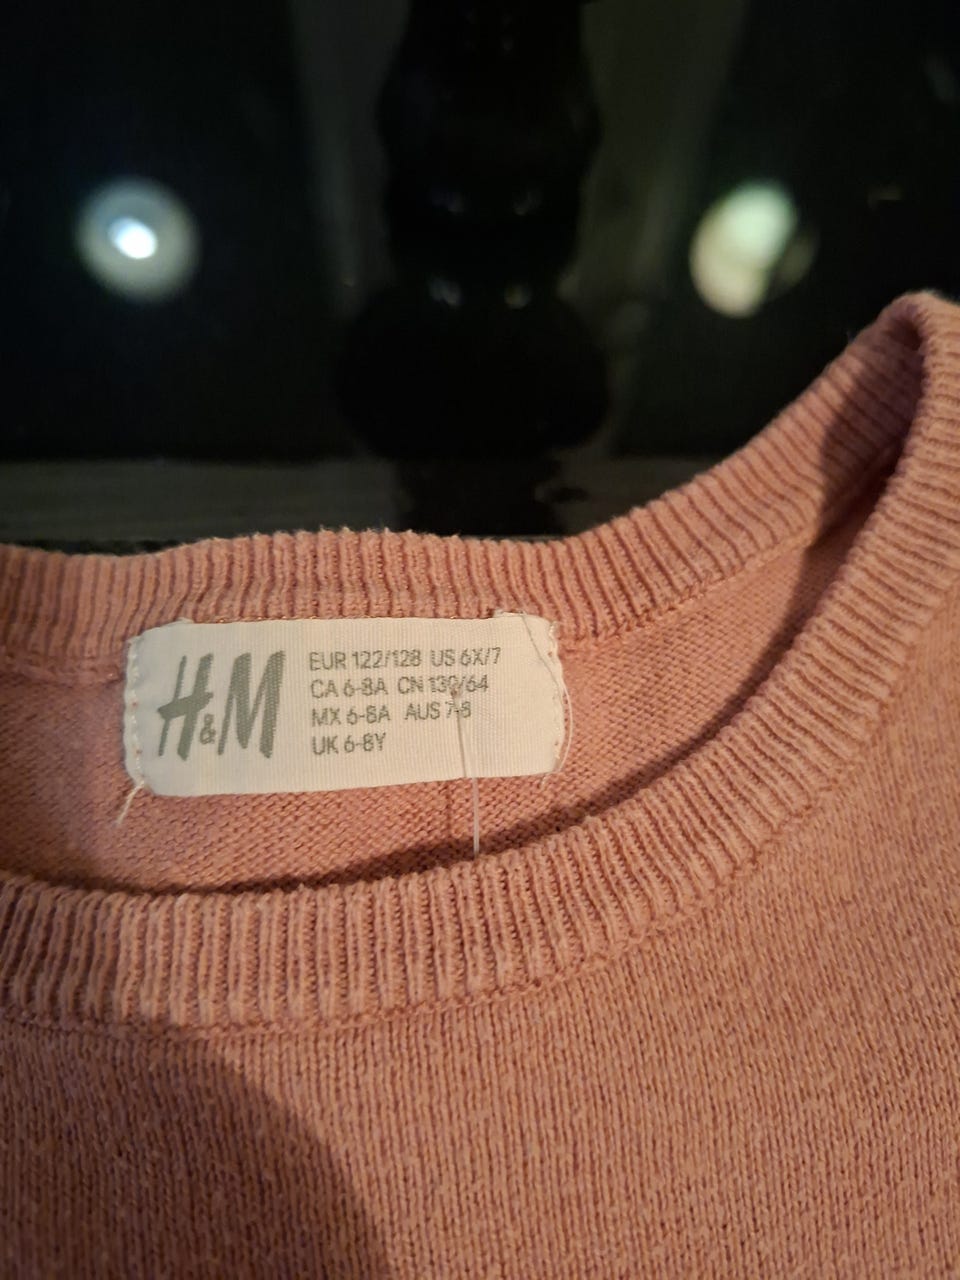 H&M
EUR 122/128 US 6X/7
CA 6-8A CN 130/64
MX 6-8A AUS 7-8
UK 6-8Y